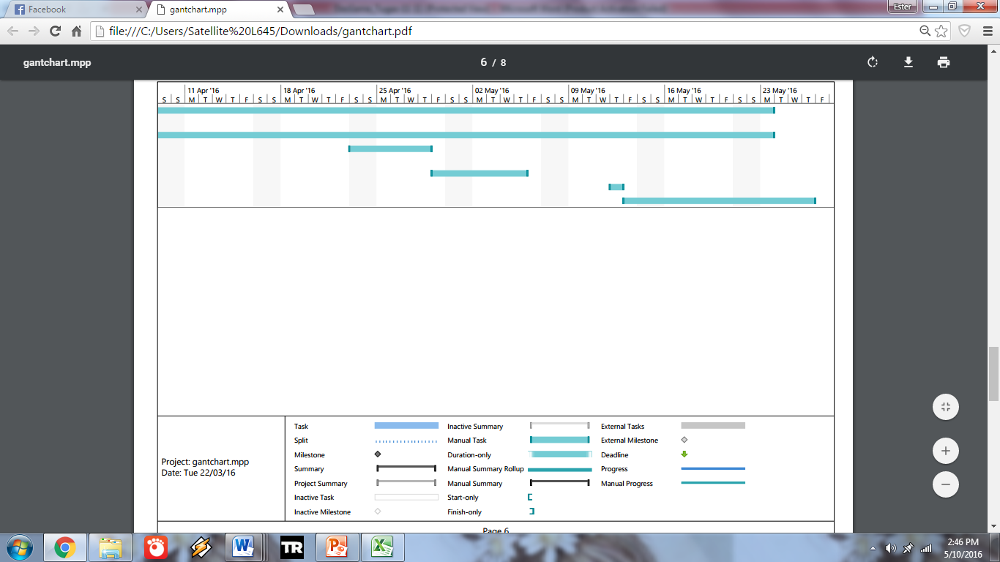 Facebook
gantchart.mpp
Ester
file:///C:/Users/Satellite%20L645/Downloads/gantchart.pdf
gantchart.mpp
6 / 8
11 Apr '16 18 Apr '16 25 Apr '16 02 May '16 09 May '16 16 May '16 23 May '16
S S M T W T F S S M T W T F S S M T W T F S S M T W T F S S M T W T F S S M T W T F S S M T W T F
Task Inactive Summary External Tasks
Split Manual Task External Milestone
Milestone Duration-only Deadline
Summary Manual Summary Rollup Progress
Project Summary Manual Summary Manual Progress
Inactive Task Start-only
Inactive Milestone Finish-only
Project: gantchart.mpp
Date: Tue 22/03/16
Page 6
TR
2:46 PM
5/10/2016